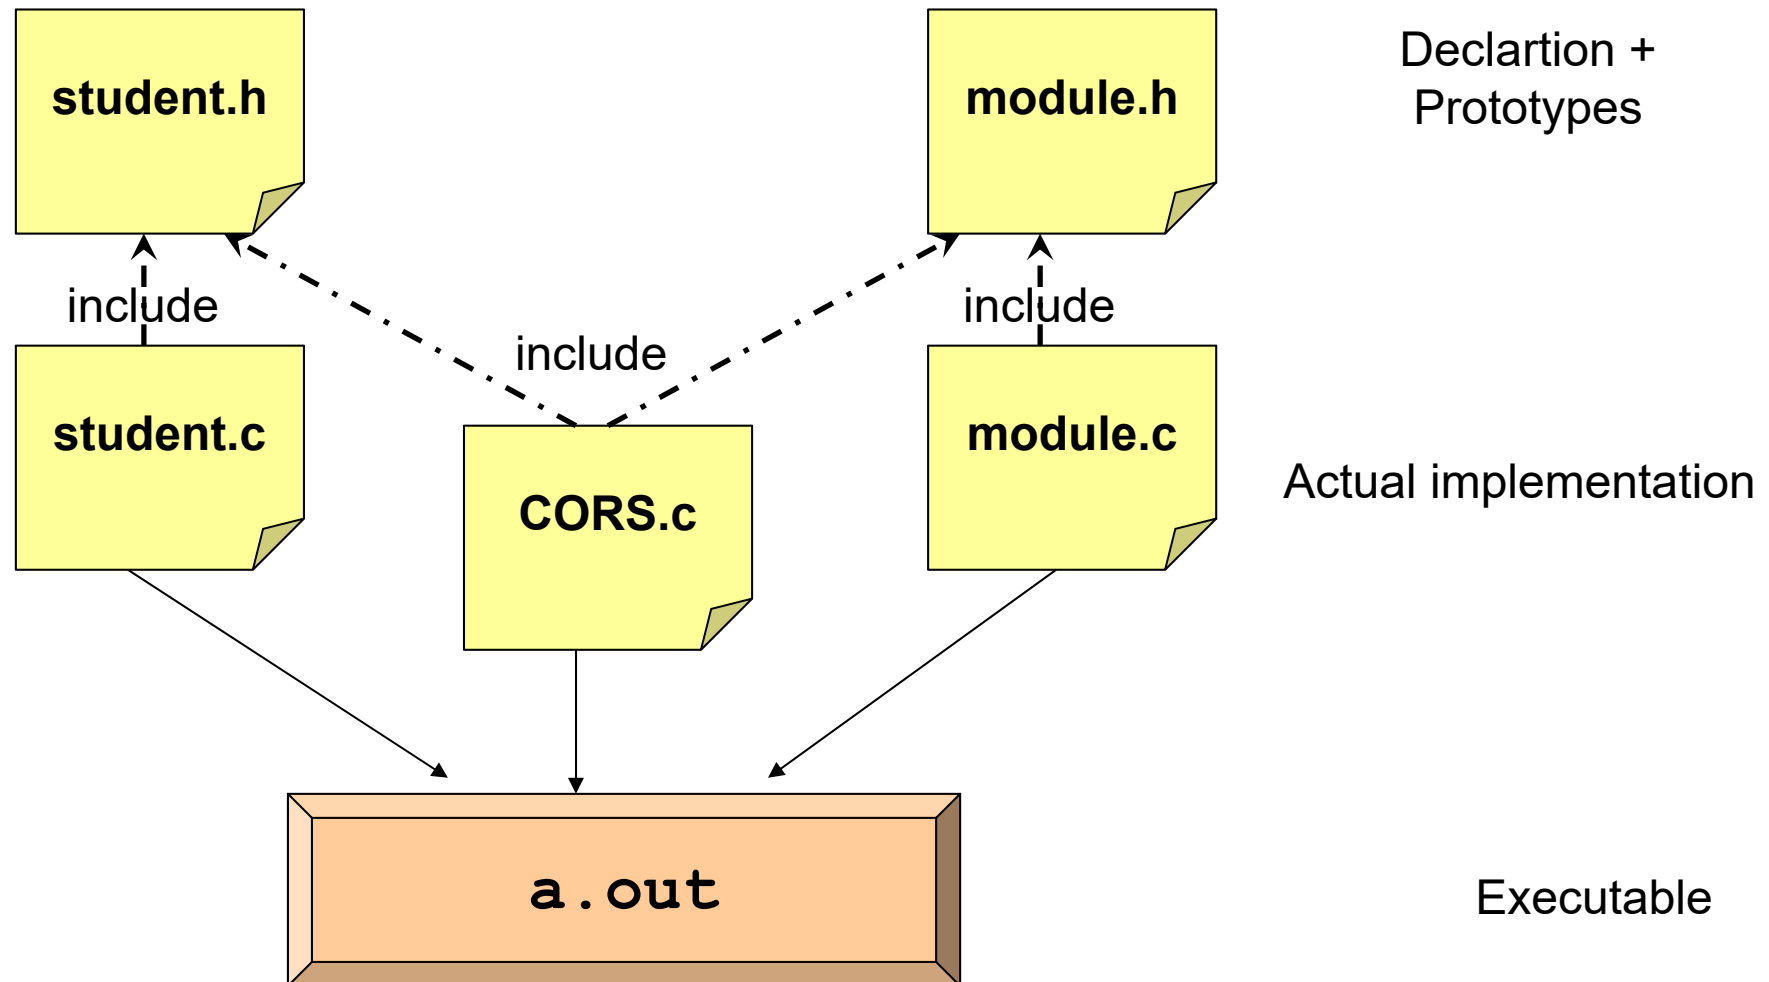 student.h
module.h
Declartion +
Prototypes
include
include
include
student.c
module.c
CORS.c
Actual implementation
a.out
Executable